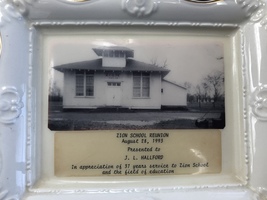 ZION SCHOOL REUNION
August 28, 1993
Presented to
J. L. HALLFORD
In appreciation of 37 years service to Zion School
and the field of education